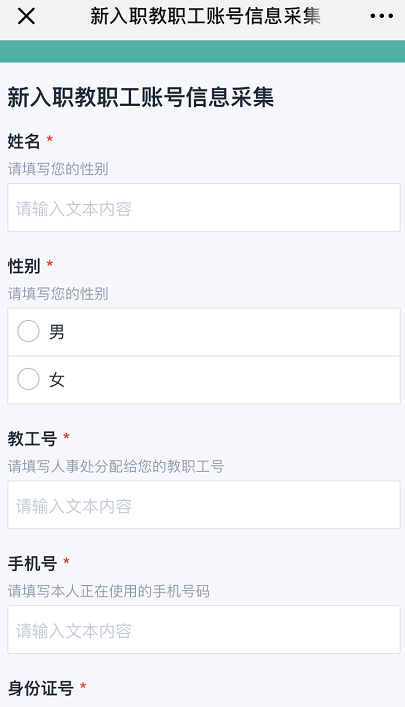 新入职教职工账号信息采集
新入职教职工账号信息采集
姓名 *
请填写您的性别
请输入文本内容
性别 *
请填写您的性别
男
女
教工号 *
请填写人事处分配给您的教职工号
请输入文本内容
手机号 *
请填写本人正在使用的手机号码
请输入文本内容
身份证号 *